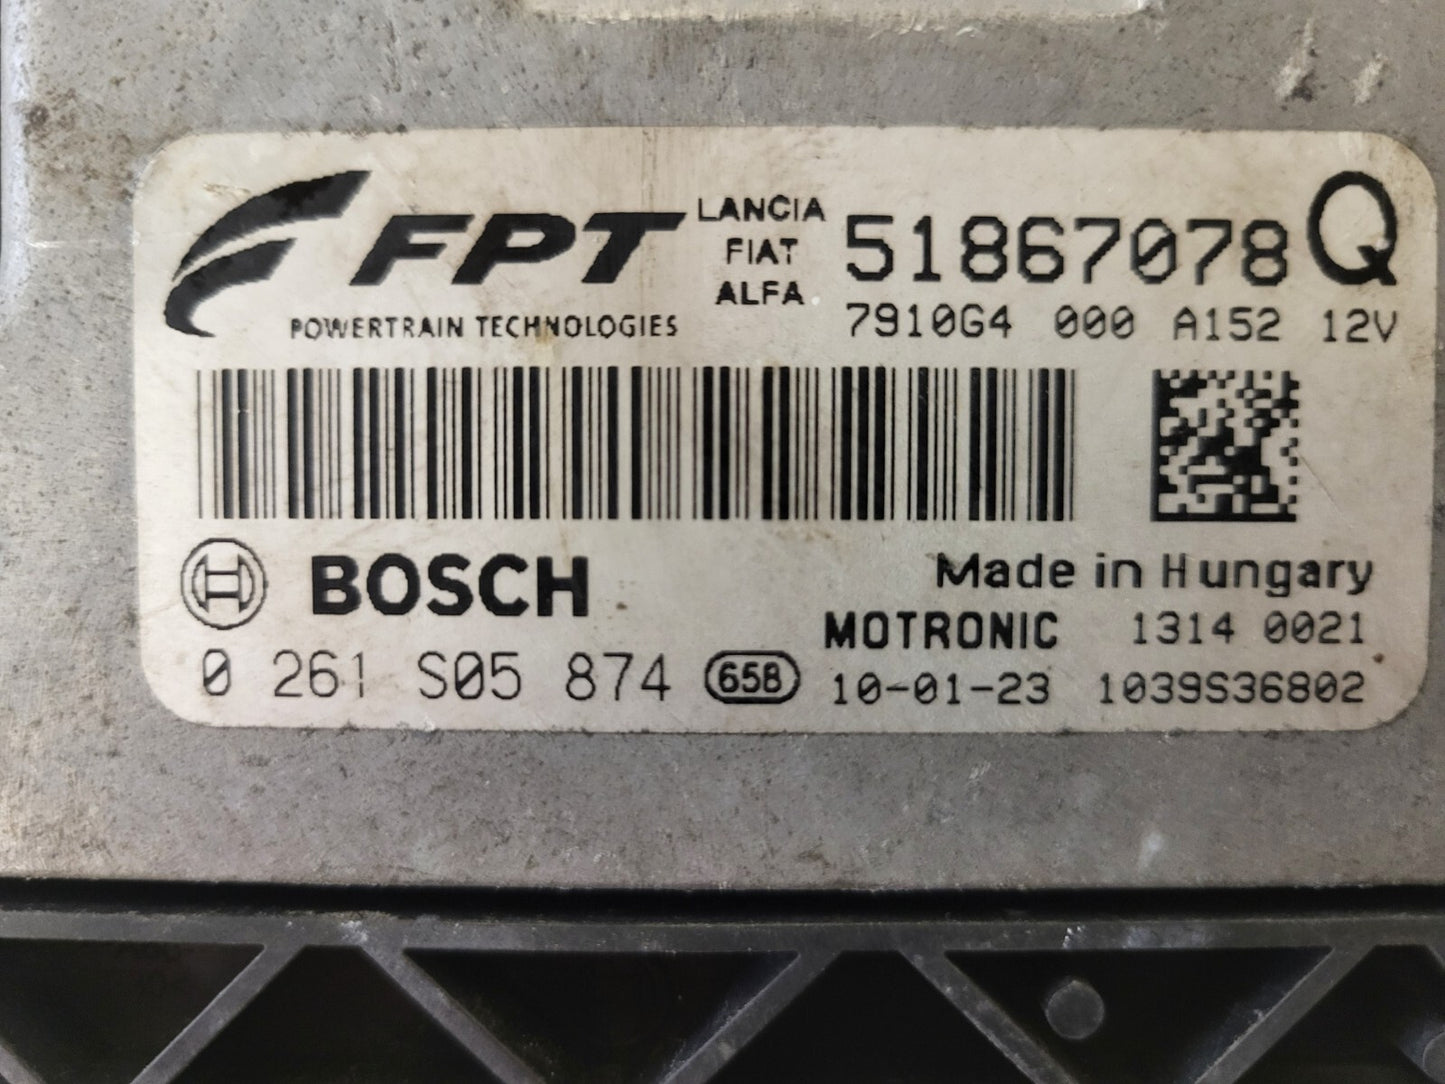 FPT
POWERTRAIN TECHNOLOGIES
LANCIA
FIAT
ALFA
51867078 Q
7910G4 000 A152 12V
BOSCH
0 261 S05 874
658
Made in Hungary
MOTRONIC 1314 0021
10-01-23 1039S36802